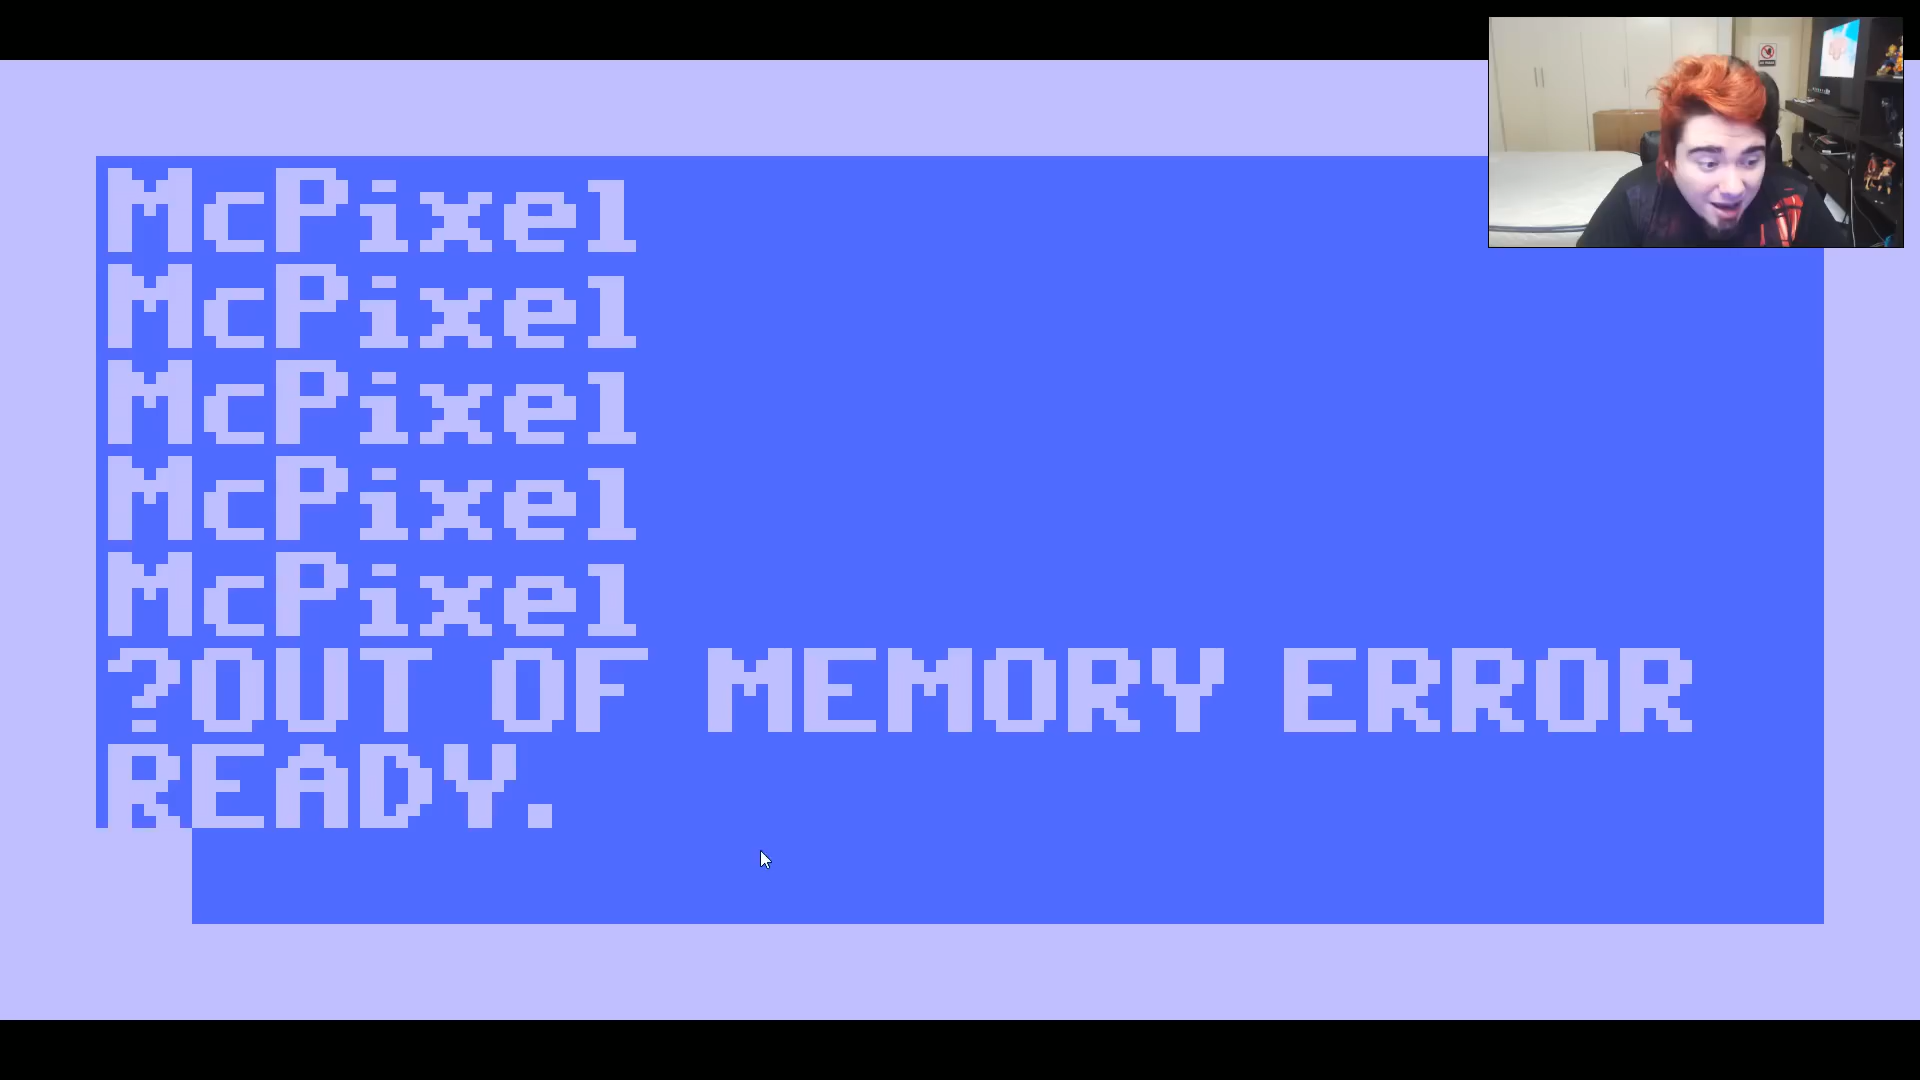 McPixel
McPixel
McPixel
McPixel
McPixel
?OUT OF MEMORY ERROR
READY.